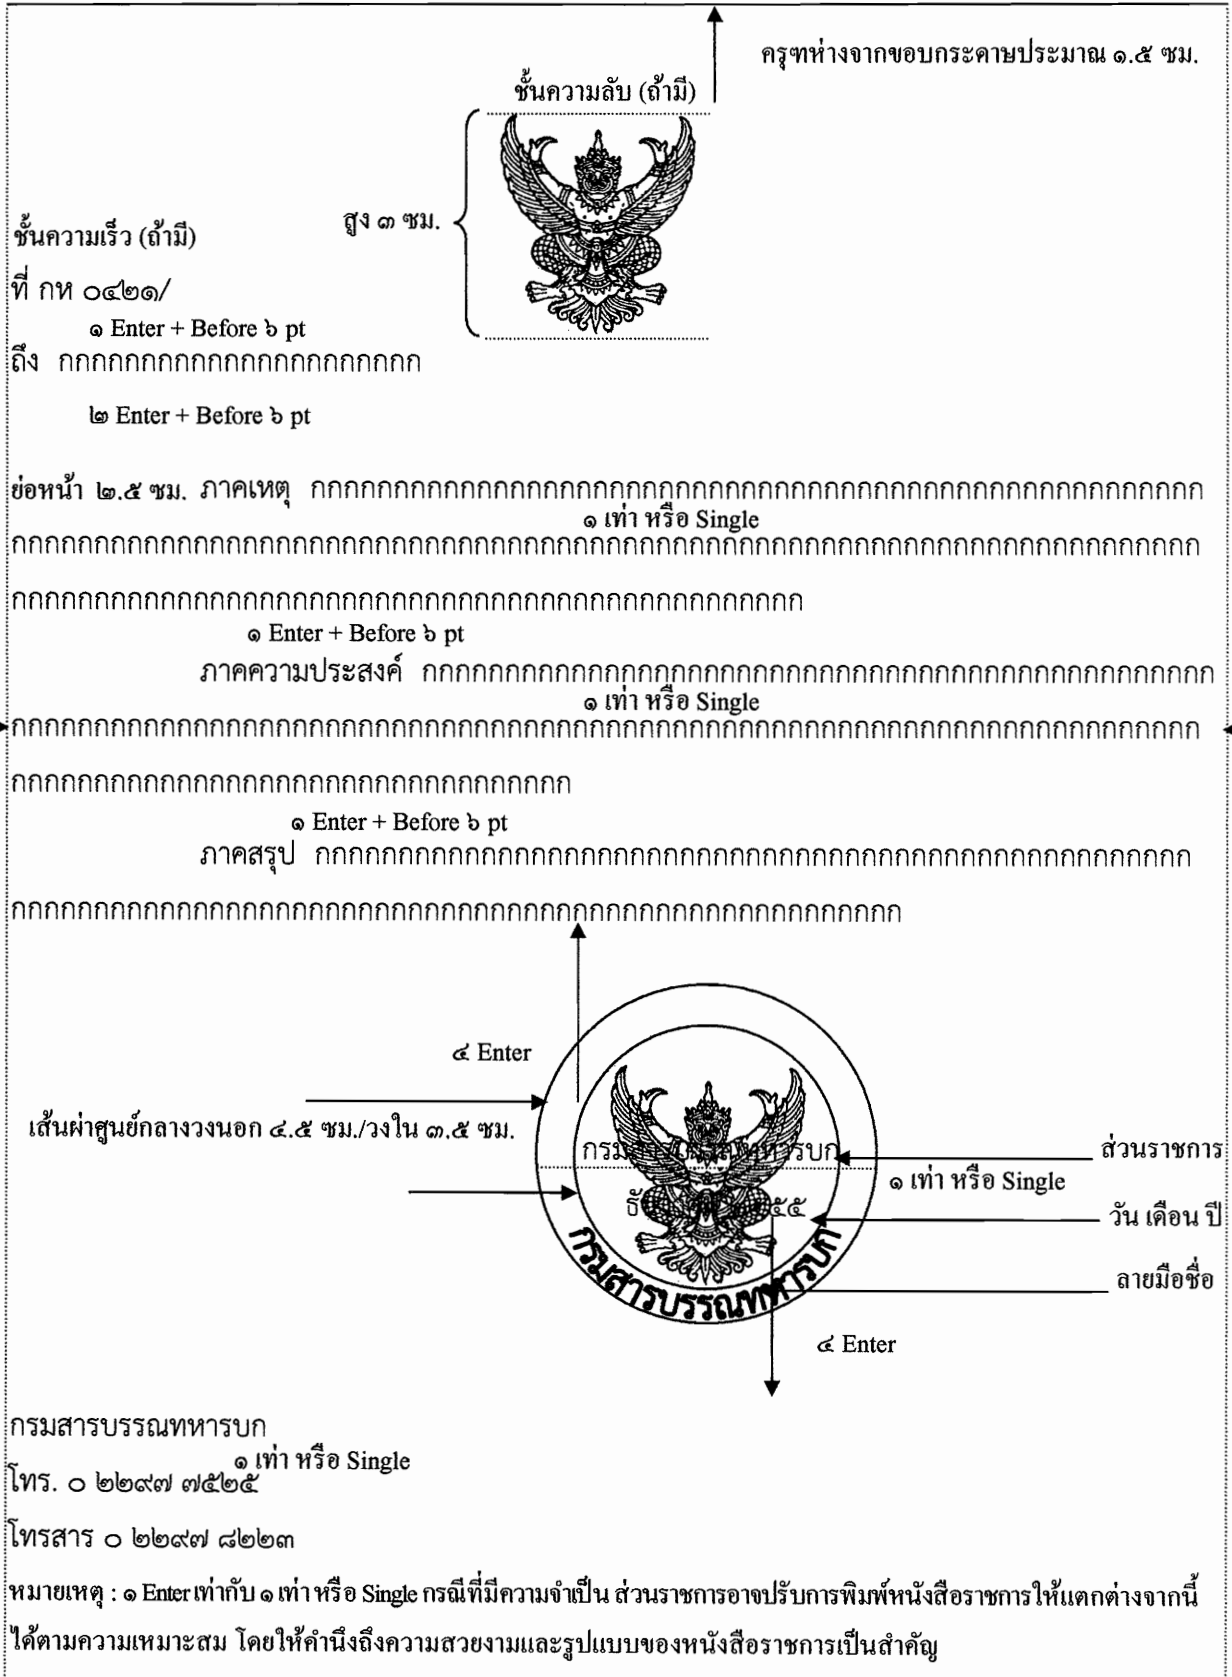 ครุฑห่างจากขอบกระดาษประมาณ ๑.๕ ซม.
ชั้นความลับ (ถ้ามี)
สูง ๓ ซม.
ชั้นความเร็ว (ถ้ามี)
ที่ กห ๐๔๒๑/
๑ Enter + Before ๖ pt
ถึง กกกกกกกกกกกกกกกกกกกกกก
๒ Enter + Before ๖ pt
ย่อหน้า ๒.๕ ซม. ภาคเหตุ กกกกกกกกกกกกกกกกกกกกกกกกกกกกกกกกกกกกกกกกกกกกกกกกกกกกกก
๑ เท่า หรือ Single
กกกกกกกกกกกกกกกกกกกกกกกกกกกกกกกกกกกกกกกกกกกกกกกกกกกกกกกกกกกกกกกกกกกกกกกก
กกกกกกกกกกกกกกกกกกกกกกกกกกกกกกกกกกกกกกกกกกกกกกกก
๑ Enter + Before ๖ pt
ภาคความประสงค์ กกกกกกกกกกกกกกกกกกกกกกกกกกกกกกกกกกกกกกกกกกกกกกกก
๑ เท่า หรือ Single
กกกกกกกกกกกกกกกกกกกกกกกกกกกกกกกกกกกกกกกกกกกกกกกกกกกกกกกกกกกกกกกกกกกกกกกก
กกกกกกกกกกกกกกกกกกกกกกกกกกกกกกกกกก
๑ Enter + Before ๖ pt
ภาคสรุป กกกกกกกกกกกกกกกกกกกกกกกกกกกกกกกกกกกกกกกกกกกกกกกกกกกกก
กกกกกกกกกกกกกกกกกกกกกกกกกกกกกกกกกกกกกกกกกกกกกกกกกกกกกก
๔ Enter
เส้นผ่าศูนย์กลางวงนอก ๔.๕ ซม./วงใน ๓.๕ ซม.
กรมสารบรรณทหารบก
ส่วนราชการ
๑ เท่า หรือ Single
วัน เดือน ปี
กรมสารบรรณทหารบก
ลายมือชื่อ
๔ Enter
กรมสารบรรณทหารบก
๑ เท่า หรือ Single
โทร. ๐ ๒๒๙๗ ๗๕๒๕
โทรสาร ๐ ๒๒๙๗ ๘๒๒๓
หมายเหตุ : ๑ Enter เท่ากับ ๑ เท่า หรือ Single กรณีที่มีความจำเป็น ส่วนราชการอาจปรับการพิมพ์หนังสือราชการให้แตกต่างจากนี้
ได้ตามความเหมาะสม โดยให้คำนึงถึงความสวยงามและรูปแบบของหนังสือราชการเป็นสำคัญ